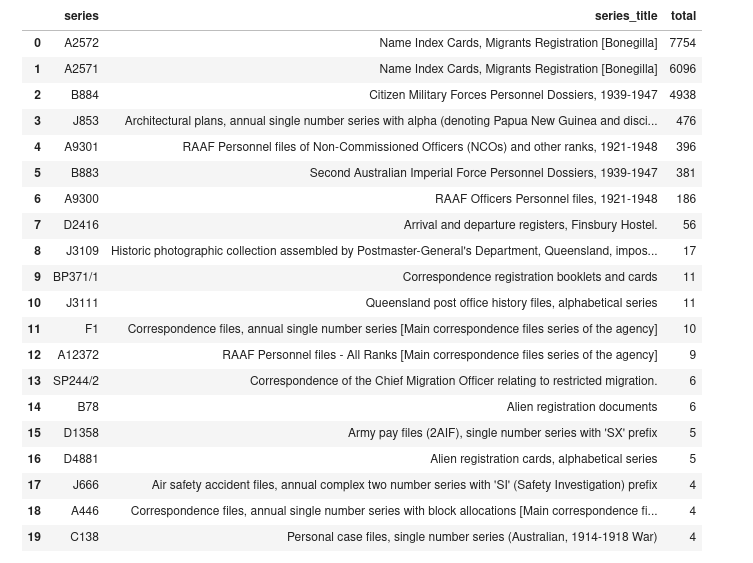 series series_title total
0 A2572 Name Index Cards, Migrants Registration [Bonegilla] 7754
1 A2571 Name Index Cards, Migrants Registration [Bonegilla] 6096
2 B884 Citizen Military Forces Personnel Dossiers, 1939-1947 4938
3 J853 Architectural plans, annual single number series with alpha (denoting Papua New Guinea and disci... 476
4 A9301 RAAF Personnel files of Non-Commissioned Officers (NCOs) and other ranks, 1921-1948 396
5 B883 Second Australian Imperial Force Personnel Dossiers, 1939-1947 381
6 A9300 RAAF Officers Personnel files, 1921-1948 186
7 D2416 Arrival and departure registers, Finsbury Hostel. 56
8 J3109 Historic photographic collection assembled by Postmaster-General's Department, Queensland, impos... 17
9 BP371/1 Correspondence registration booklets and cards 11
10 J3111 Queensland post office history files, alphabetical series 11
11 F1 Correspondence files, annual single number series [Main correspondence files series of the agency] 10
12 A12372 RAAF Personnel files - All Ranks [Main correspondence files series of the agency] 9
13 SP244/2 Correspondence of the Chief Migration Officer relating to restricted migration. 6
14 B78 Alien registration documents 6
15 D1358 Army pay files (2AIF), single number series with 'SX' prefix 5
16 D4881 Alien registration cards, alphabetical series 5
17 J666 Air safety accident files, annual complex two number series with 'SI' (Safety Investigation) prefix 4
18 A446 Correspondence files, annual single number series with block allocations [Main correspondence fi... 4
19 C138 Personal case files, single number series (Australian, 1914-1918 War) 4